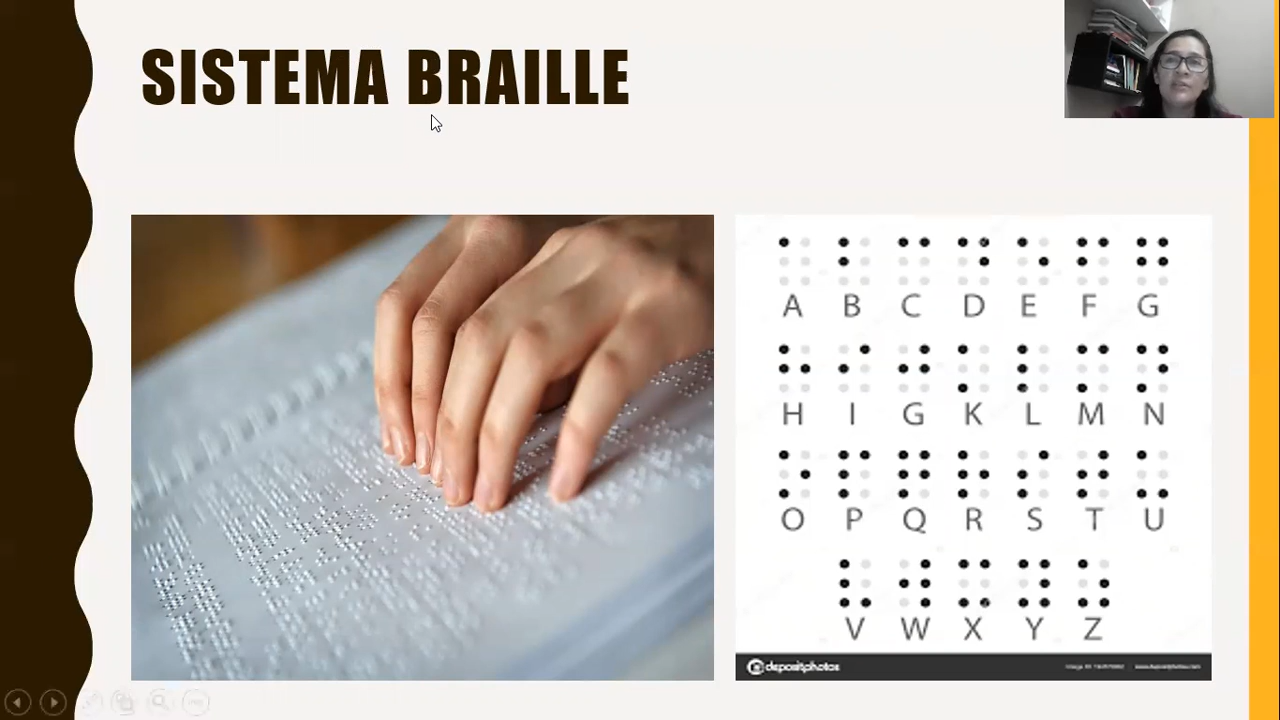 SISTEMA BRAILLE
A B C D E F G
H I G K L M N
O P Q R S T U
V W X Y Z
depositphotos